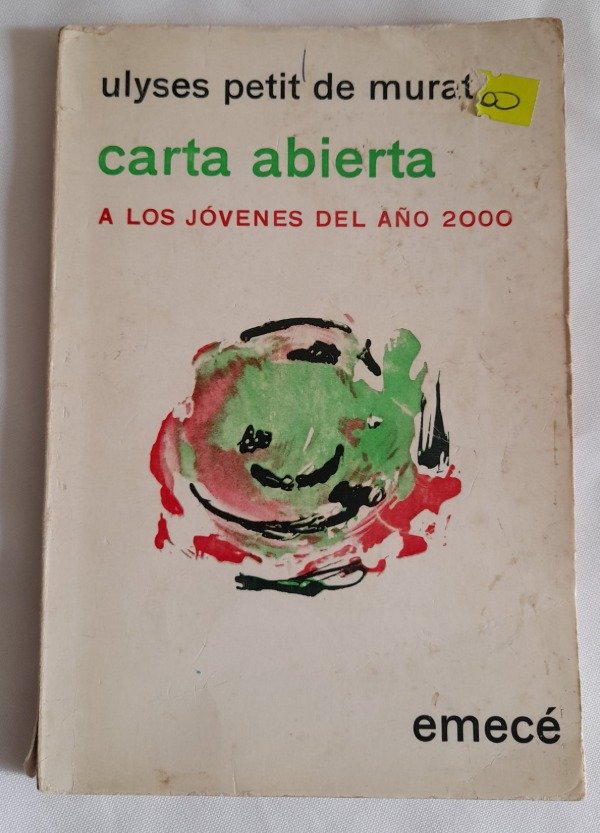 ulyses petit de murat
carta abierta
A LOS JÓVENES DEL AÑO 2000
emecé